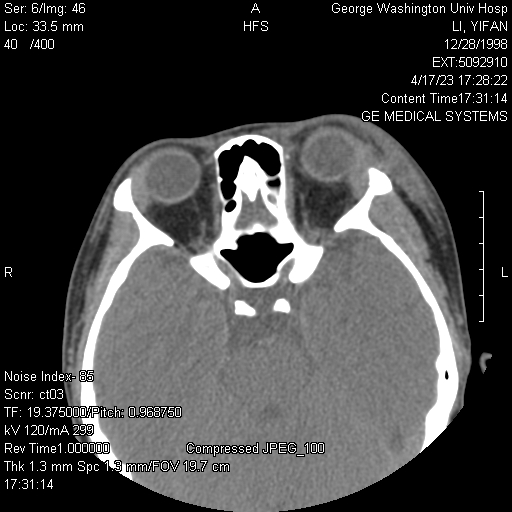 Ser: 6/Img: 46
Loc: 33.5 mm
40 /400
A
HFS
George Washington Univ Hosp
LI, YIFAN
12/28/1998
EXT:5092910
4/17/23 17:28:22
Content Time17:31:14
GE MEDICAL SYSTEMS
R
L
Noise Index- 85
Scnr: ct03
TF: 19.375000/Pitch: 0.968750
kV 120/mA 299
Rev Time1.000000
Compressed JPEG_100
Thk 1.3 mm Spc 1.3 mm/FOV 19.7 cm
17:31:14